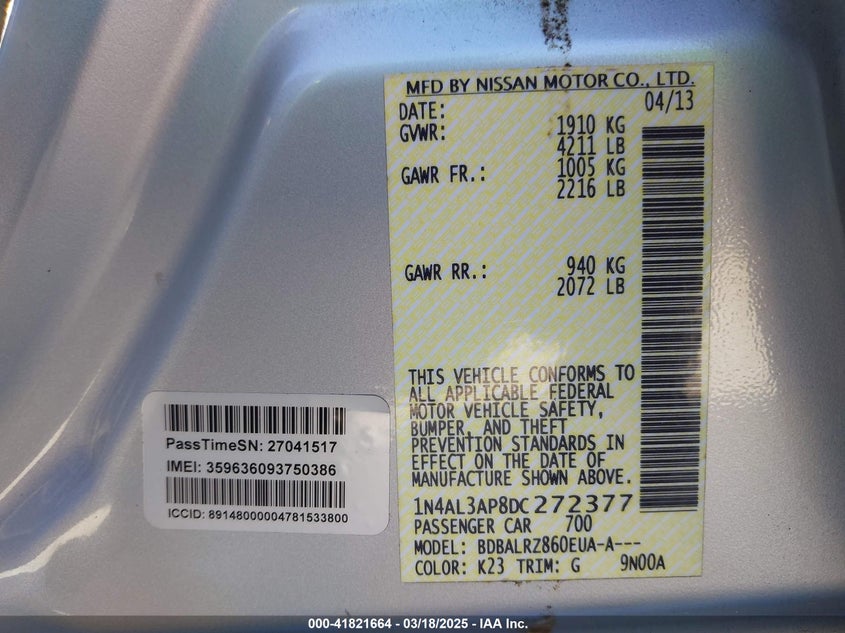 MFD BY NISSAN MOTOR CO., LTD.
DATE: 04/13
GVWR: 1910 KG
4211 LB
GAWR FR.: 1005 KG
2216 LB
GAWR RR.: 940 KG
2072 LB
THIS VEHICLE CONFORMS TO
ALL APPLICABLE FEDERAL
MOTOR VEHICLE SAFETY,
BUMPER, AND THEFT
PREVENTION STANDARDS IN
EFFECT ON THE DATE OF
MANUFACTURE SHOWN ABOVE.
1N4AL3AP8DC272377
PASSENGER CAR 700
MODEL: BDBALRZ860EUA-A---
COLOR: K23 TRIM: G 9N00A
PassTimeSN: 27041517
IMEI: 359636093750386
ICCID: 89148000004781533800
000-41821664 - 03/18/2025 - IAA Inc.